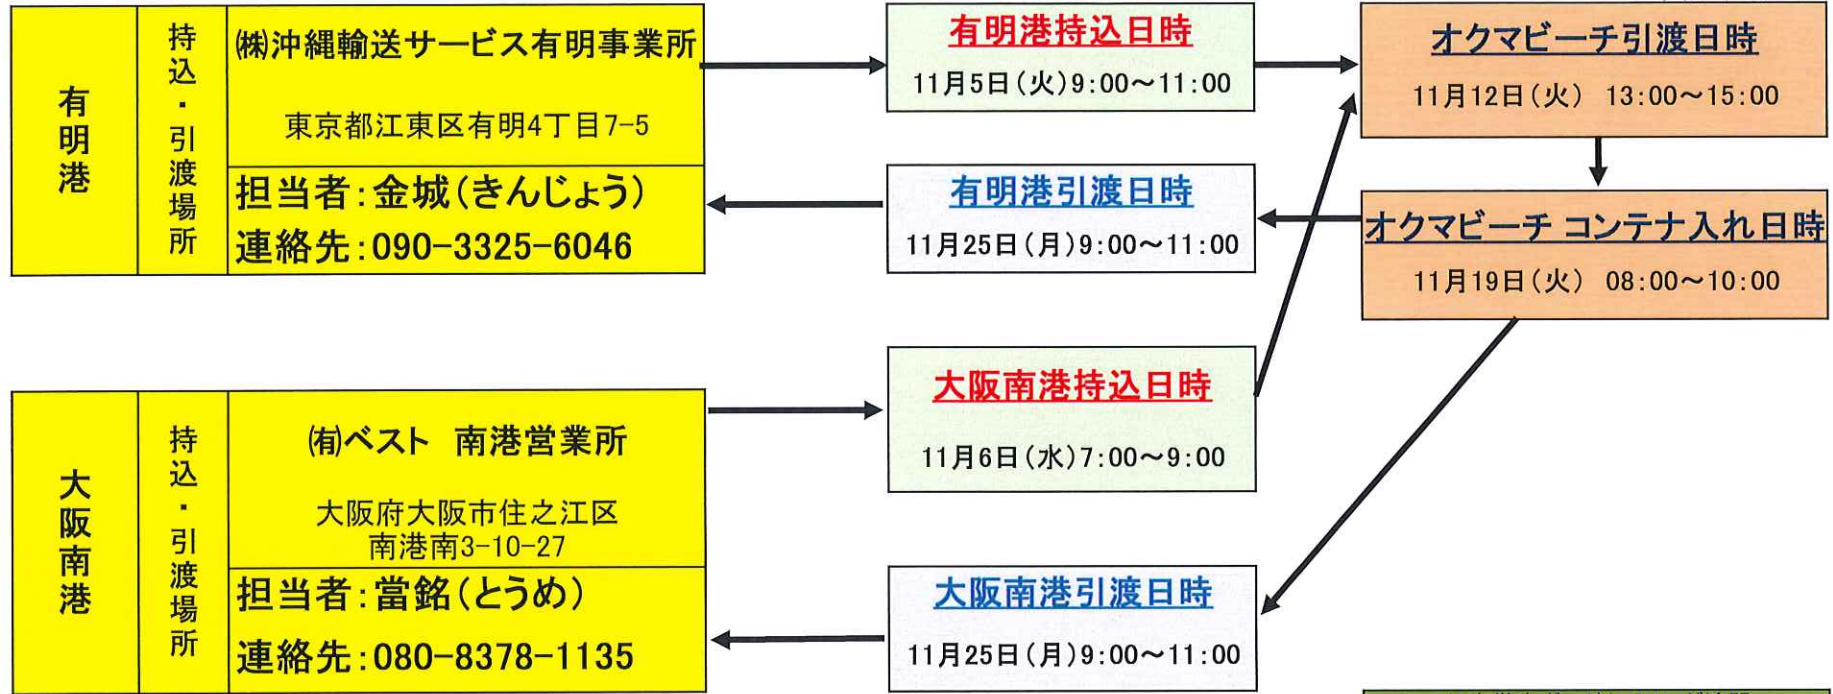 有明港
持込・引渡場所
㈱沖縄輸送サービス有明事業所
東京都江東区有明4丁目7-5
担当者:金城(きんじょう)
連絡先:090-3325-6046
有明港持込日時
11月5日(火)9:00～11:00
有明港引渡日時
11月25日(月)9:00～11:00
オクマビーチ引渡日時
11月12日(火) 13:00～15:00
オクマビーチ コンテナ入れ日時
11月19日(火) 08:00～10:00
大阪南港
持込・引渡場所
㈲ベスト 南港営業所
大阪府大阪市住之江区
南港南3-10-27
担当者:當銘(とうめ)
連絡先:080-8378-1135
大阪南港持込日時
11月6日(水)7:00～9:00
大阪南港引渡日時
11月25日(月)9:00～11:00